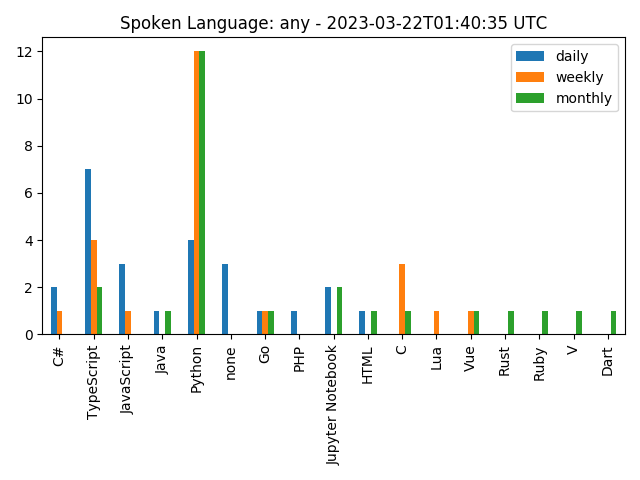 Spoken Language: any - 2023-03-22T01:40:35 UTC
daily
weekly
monthly
12
10
8
6
4
2
0
C#
TypeScript
JavaScript
Java
Python
none
Go
PHP
Jupyter Notebook
HTML
C
Lua
Vue
Rust
Ruby
V
Dart